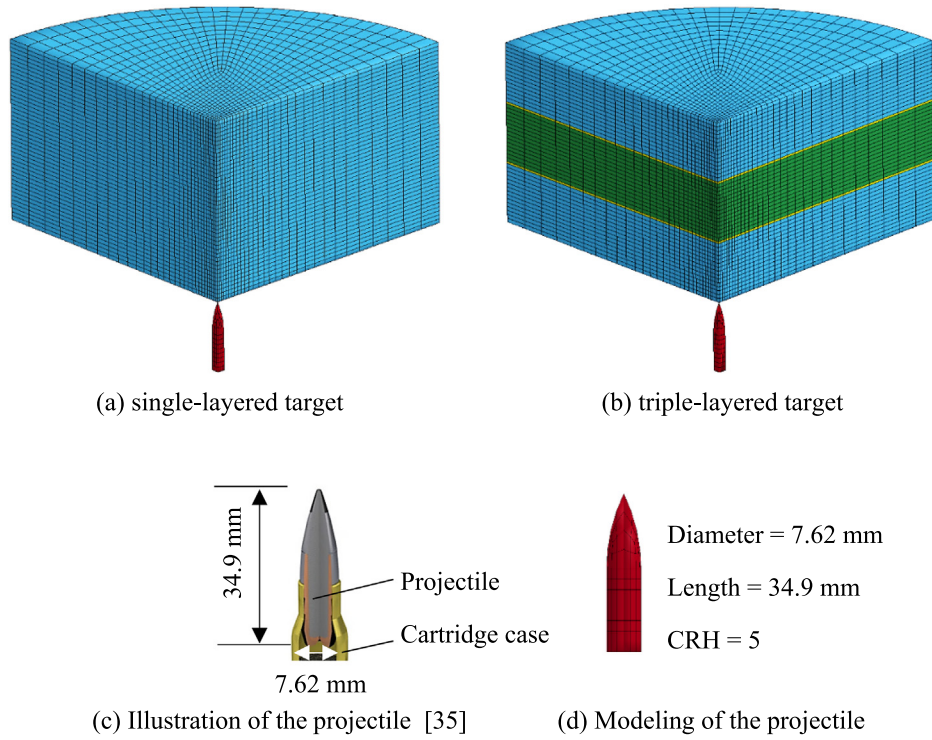 (a) single-layered target
(b) triple-layered target
34.9 mm
Projectile
Cartridge case
7.62 mm
Diameter = 7.62 mm
Length = 34.9 mm
CRH = 5
(c) Illustration of the projectile [35]
(d) Modeling of the projectile